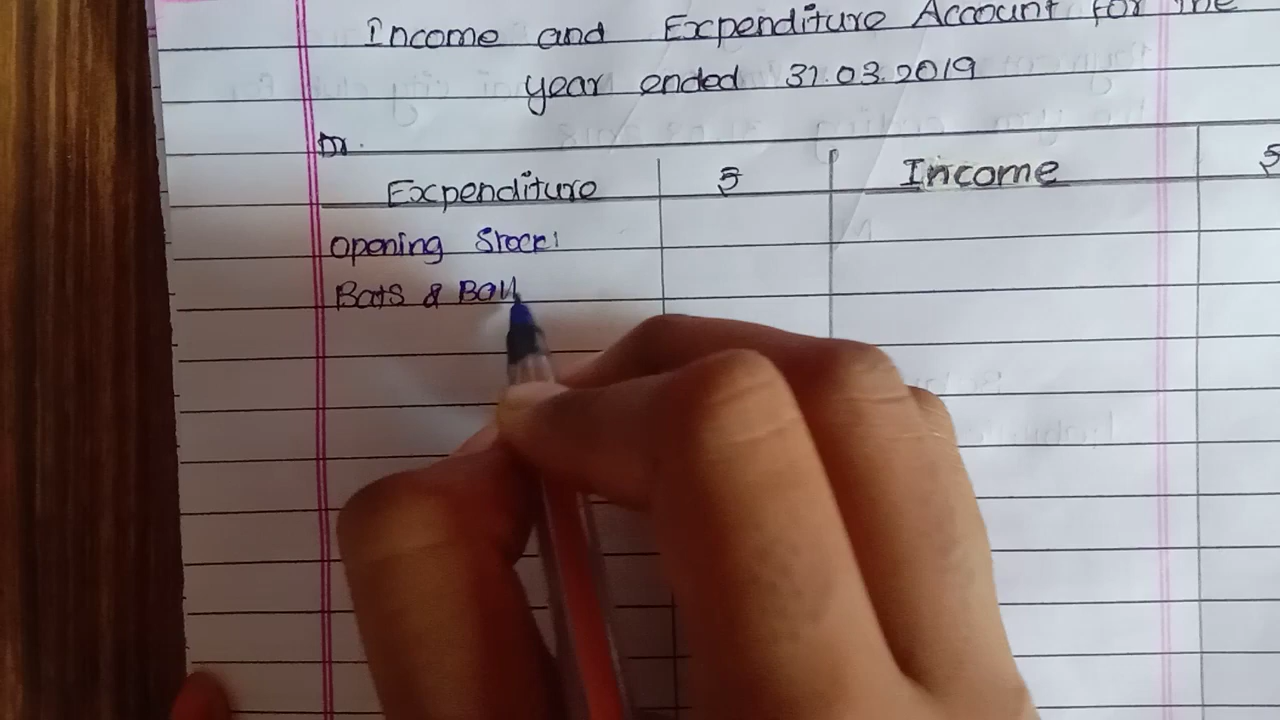 Income and Expenditure Account for the
year ended 31.03.2019
Dr.
Expenditure ₹ Income ₹
Opening Stock:
Bats & Ball